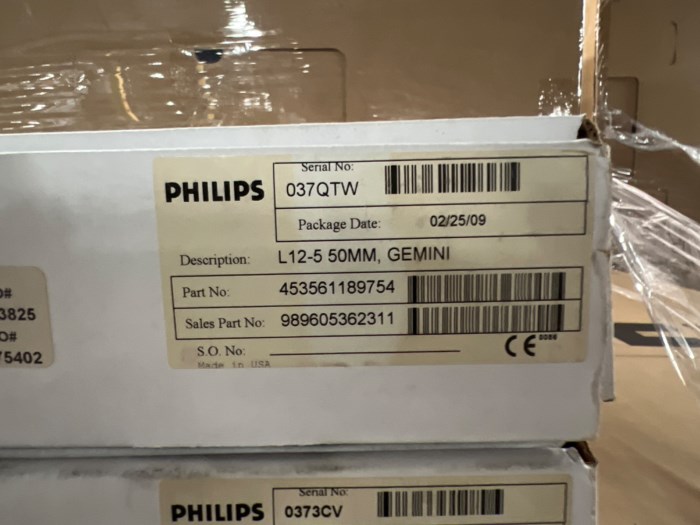 PHILIPS
Serial No:
037QTW
Package Date: 02/25/09
Description: L12-5 50MM, GEMINI
Part No: 453561189754
Sales Part No: 989605362311
S.O. No:
Made in USA
CE 0086
O#
3825
O#
75402
PHILIPS
Serial No:
0373CV